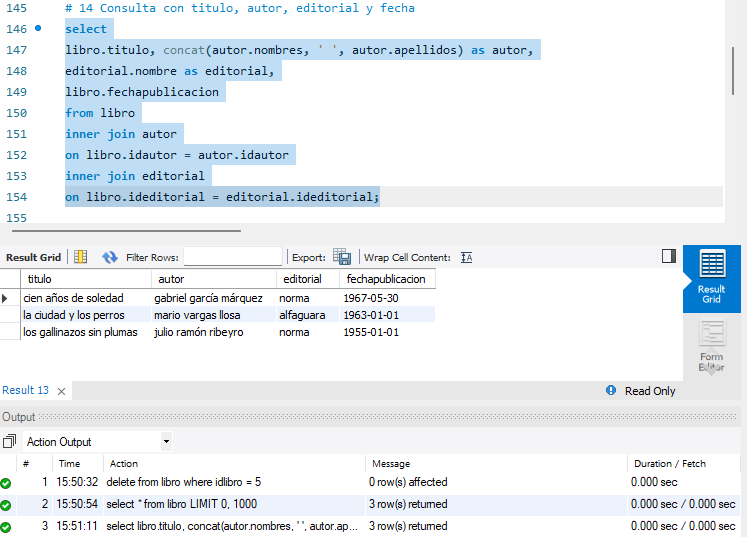 145 # 14 Consulta con titulo, autor, editorial y fecha
146 select
147 libro.titulo, concat(autor.nombres, ' ', autor.apellidos) as autor,
148 editorial.nombre as editorial,
149 libro.fechapublicacion
150 from libro
151 inner join autor
152 on libro.idautor = autor.idautor
153 inner join editorial
154 on libro.ideditorial = editorial.ideditorial;
155
Result Grid Filter Rows: Export: Wrap Cell Content: IA
titulo autor editorial fechapublicacion
cien años de soledad gabriel garcía márquez norma 1967-05-30
la ciudad y los perros mario vargas llosa alfaguara 1963-01-01
los gallinazos sin plumas julio ramón ribeyro norma 1955-01-01
Result Grid
Form Editor
Result 13 × Read Only
Output
Action Output
# Time Action Message Duration / Fetch
1 15:50:32 delete from libro where idlibro = 5 0 row(s) affected 0.000 sec
2 15:50:54 select * from libro LIMIT 0, 1000 3 row(s) returned 0.000 sec / 0.000 sec
3 15:51:11 select libro.titulo, concat(autor.nombres, ' ', autor.ap... 3 row(s) returned 0.000 sec / 0.000 sec